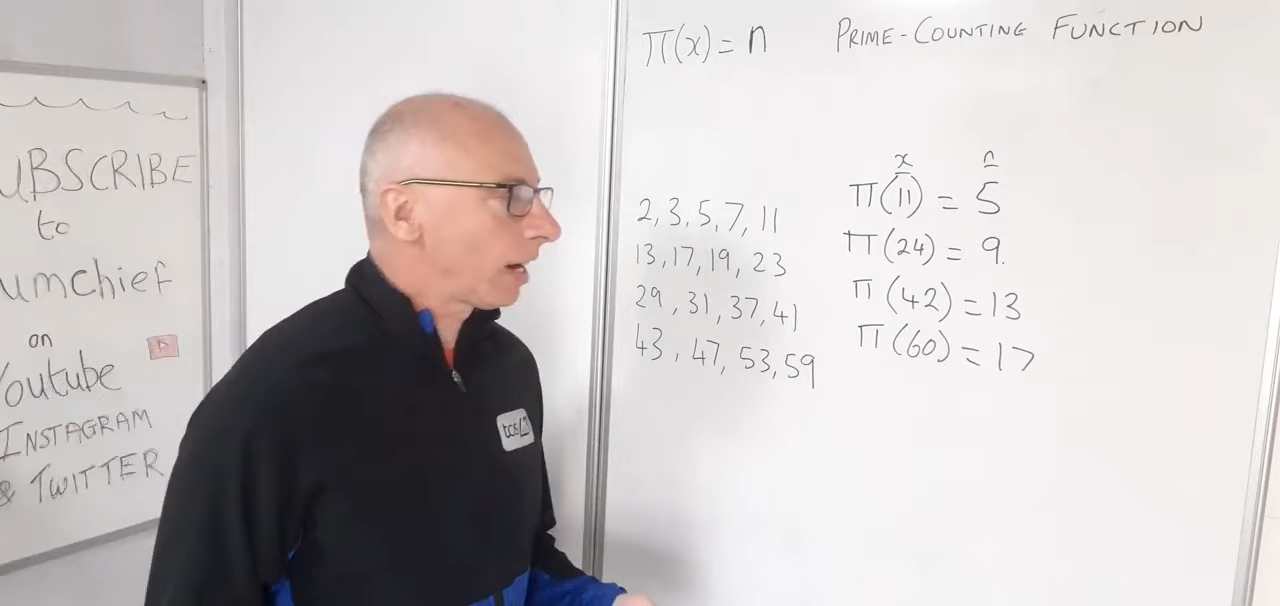 UBSCRIBE
to
umchief
on
Youtube
INSTAGRAM
& TWITTER
π(x) = n PRIME-COUNTING FUNCTION
2, 3, 5, 7, 11
13, 17, 19, 23
29, 31, 37, 41
43, 47, 53, 59
x n
π(11) = 5
π(24) = 9.
π(42) = 13
π(60) = 17